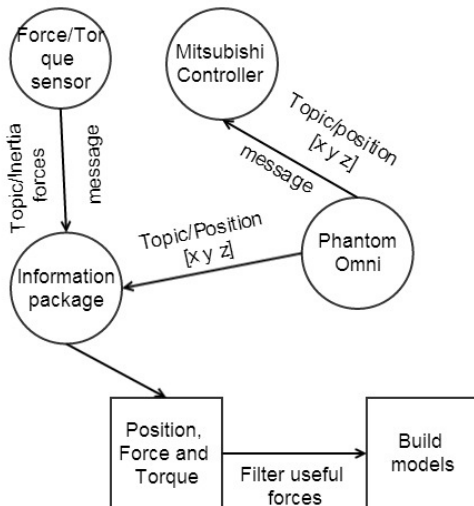 Force/Tor
que
sensor
Mitsubishi
Controller
Topic/Inertia
forces
message
Topic/position
[x y z]
message
Topic/Position
[x y z]
Information
package
Phantom
Omni
Position,
Force and
Torque
Filter useful
forces
Build
models